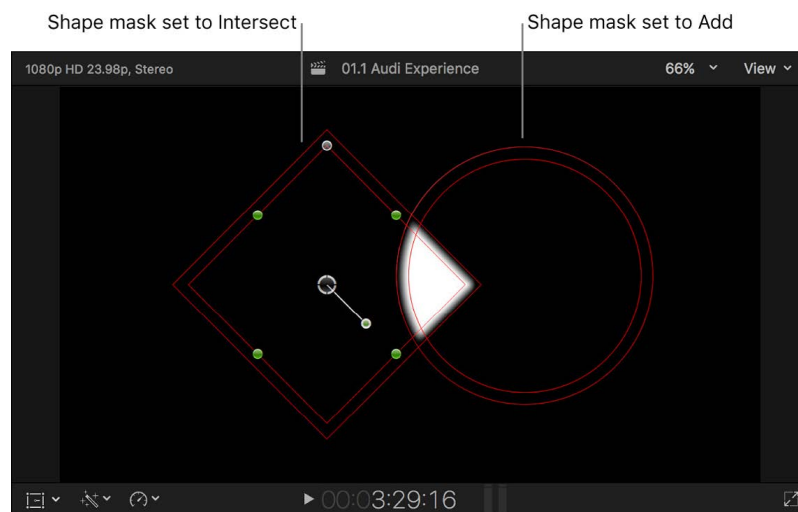 Shape mask set to Intersect
Shape mask set to Add
1080p HD 23.98p, Stereo
01.1 Audi Experience
66%
View
00:03:29:16